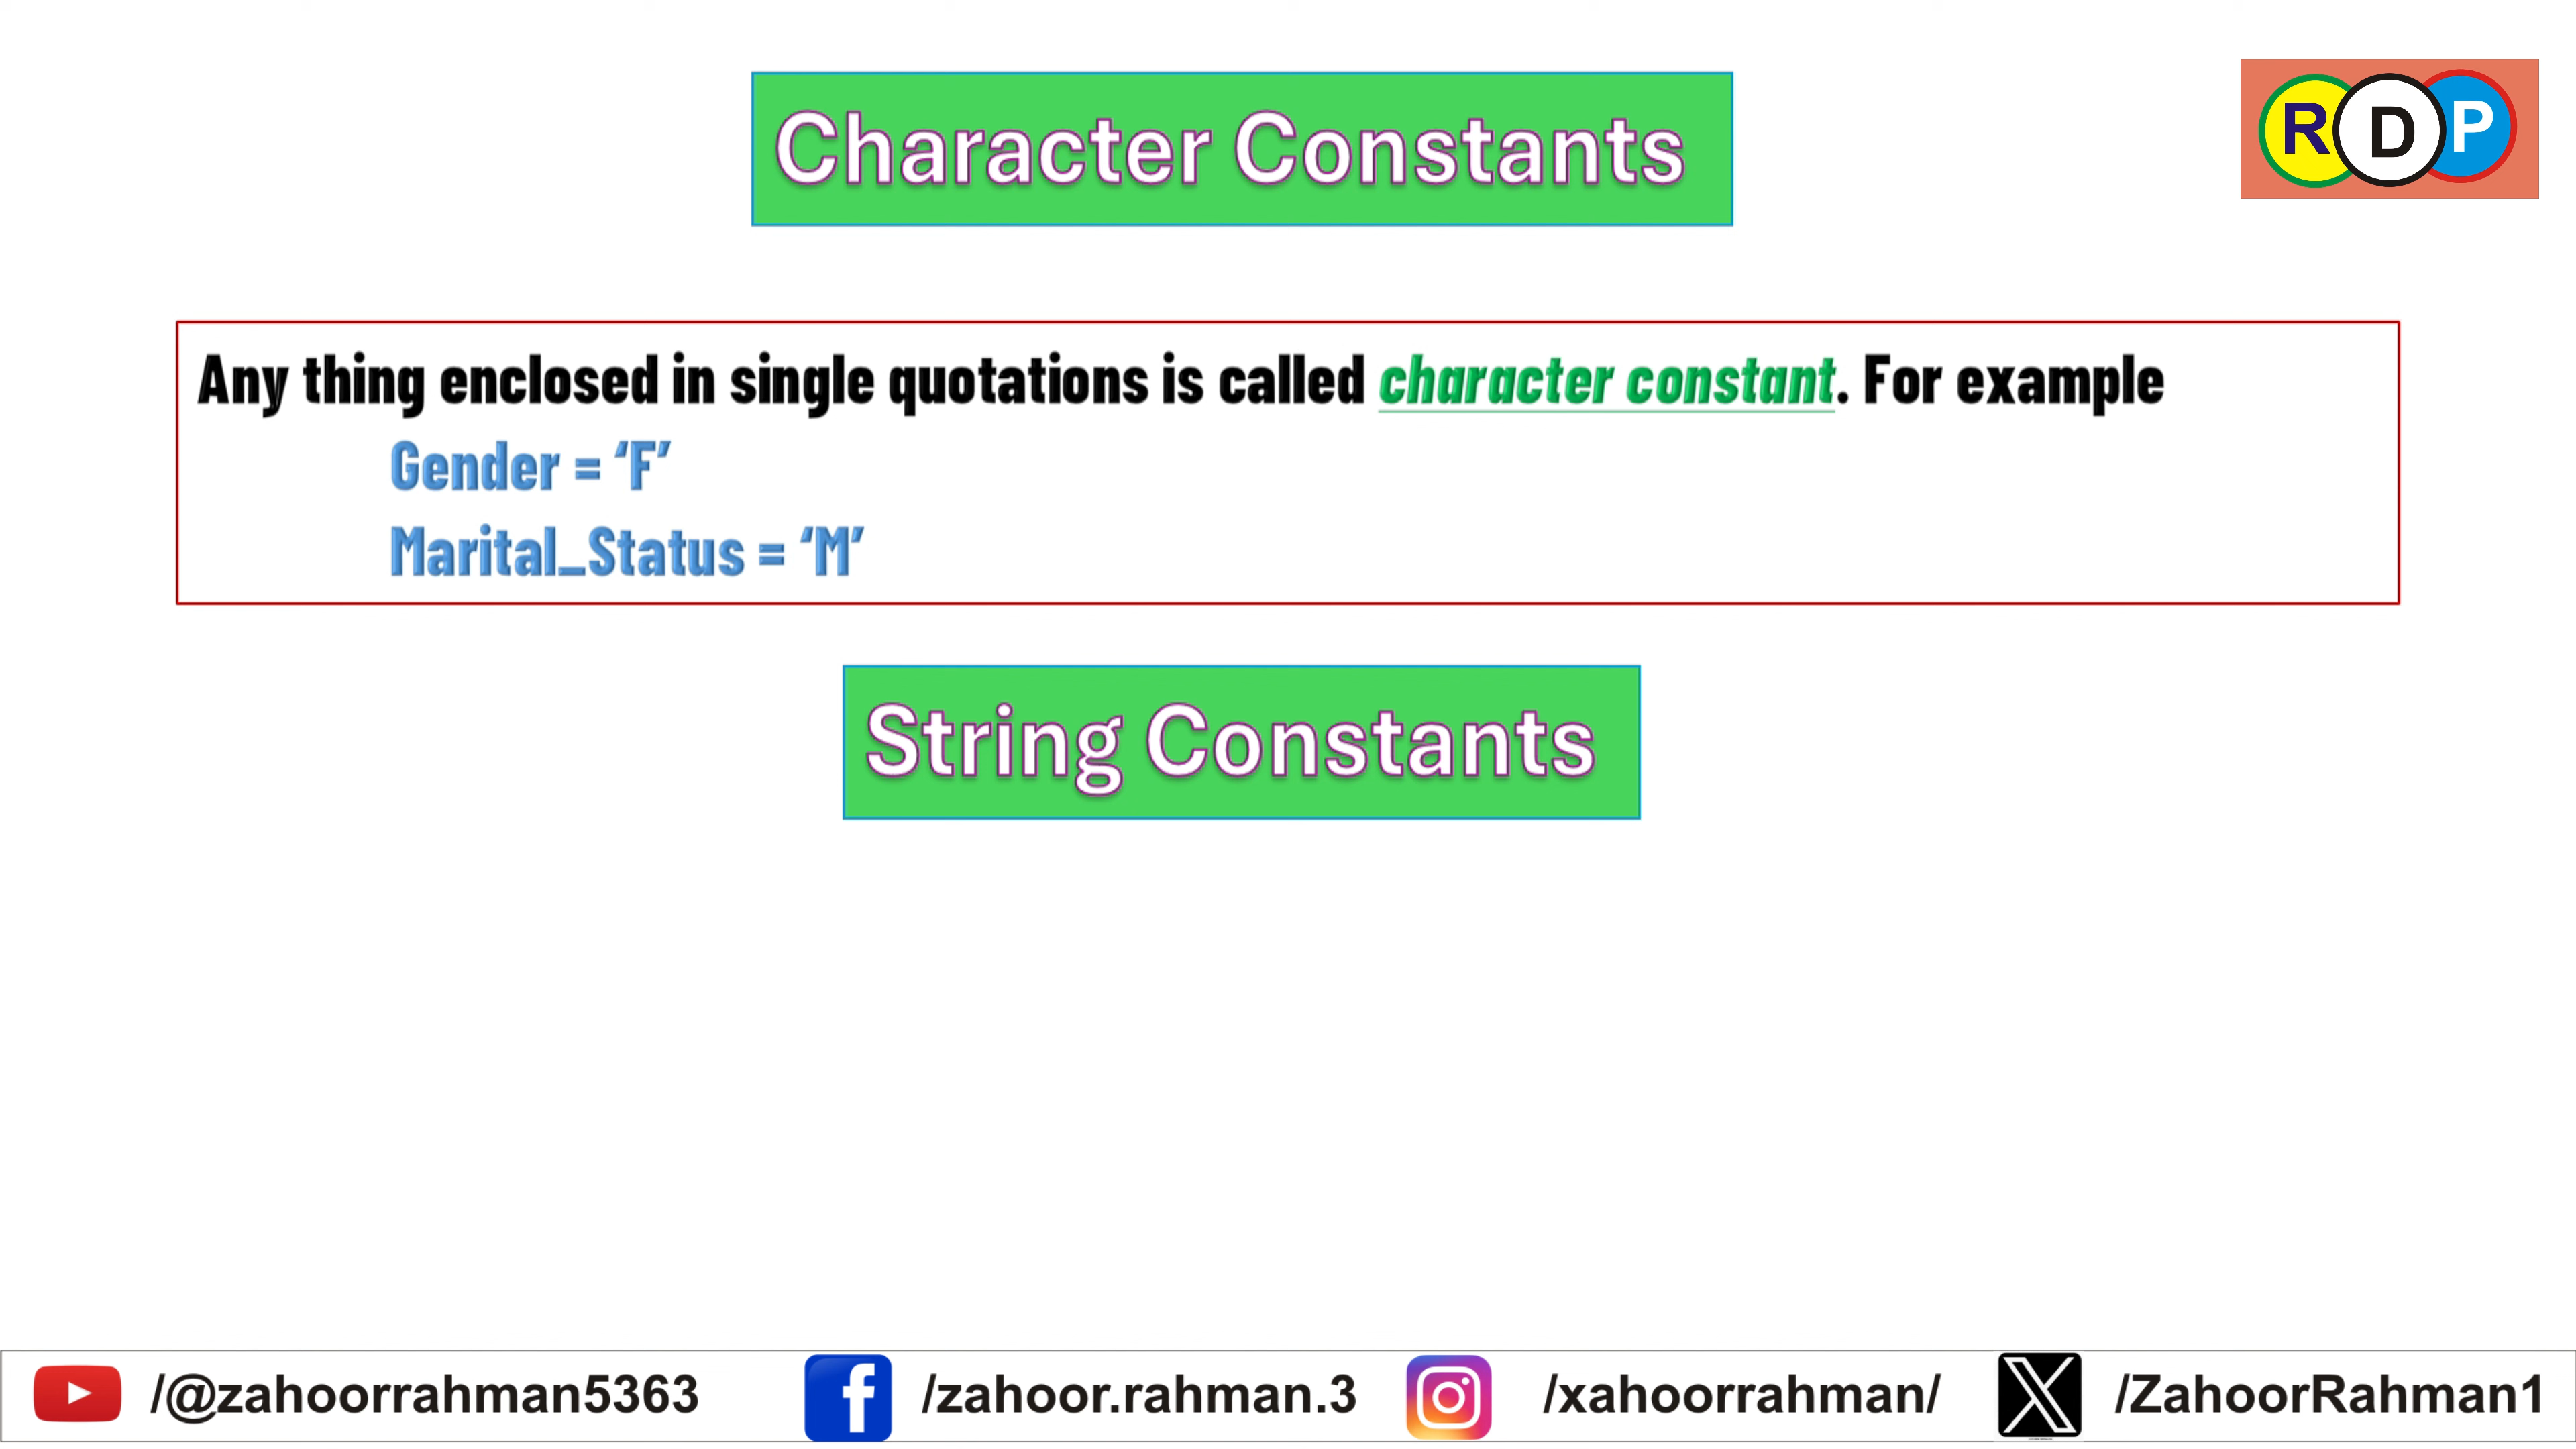 Character Constants
RDP
Any thing enclosed in single quotations is called character constant. For example
Gender = ‘F’
Marital_Status = ‘M’
String Constants
/@zahoorrahman5363 /zahoor.rahman.3 /xahoorrahman/ /ZahoorRahman1